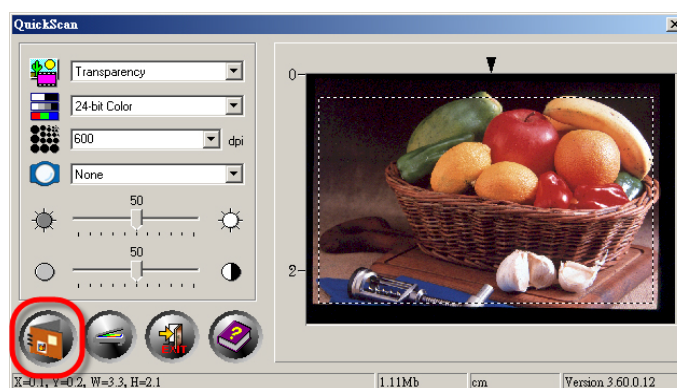 QuickScan
Transparency
24-bit Color
600 dpi
None
50
50
EXIT
0
2
X=0.1, Y=0.2, W=3.3, H=2.1
1.11Mb
cm
Version 3.60.0.12